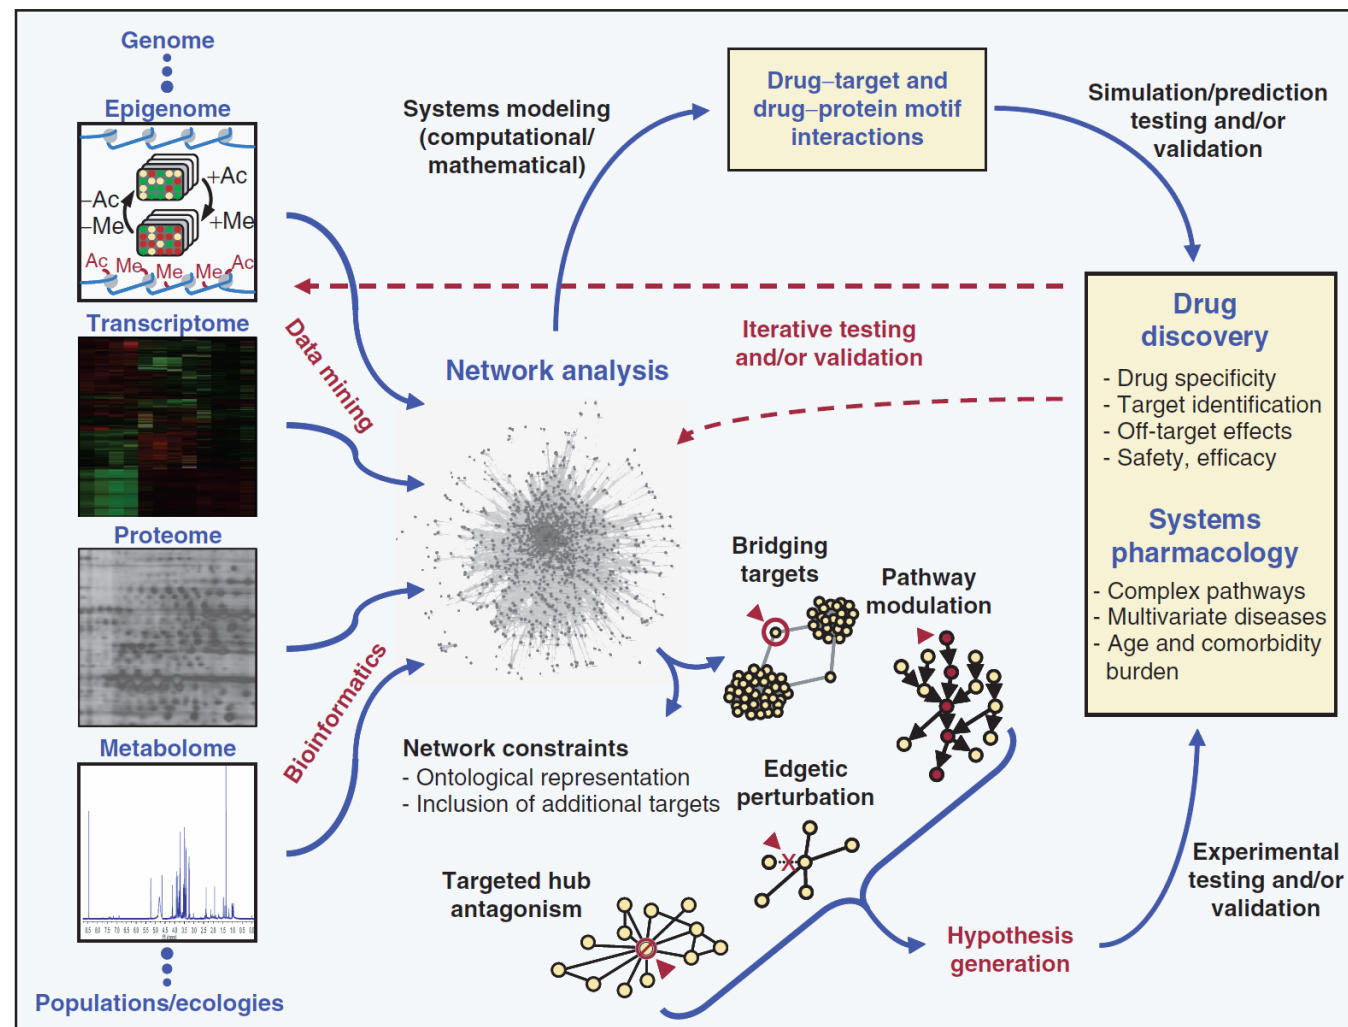 Genome
Epigenome
+Ac
–Ac
–Me
+Me
Ac
Me
Me
Me
Ac
Transcriptome
Proteome
Metabolome
Populations/ecologies
Data mining
Bioinformatics
Systems modeling
(computational/
mathematical)
Drug–target and
drug–protein motif
interactions
Simulation/prediction
testing and/or
validation
Iterative testing
and/or validation
Network analysis
Drug
discovery
- Drug specificity
- Target identification
- Off-target effects
- Safety, efficacy
Systems
pharmacology
- Complex pathways
- Multivariate diseases
- Age and comorbidity
burden
Bridging
targets
Pathway
modulation
Network constraints
- Ontological representation
- Inclusion of additional targets
Edgetic
perturbation
X
Targeted hub
antagonism
Hypothesis
generation
Experimental
testing and/or
validation